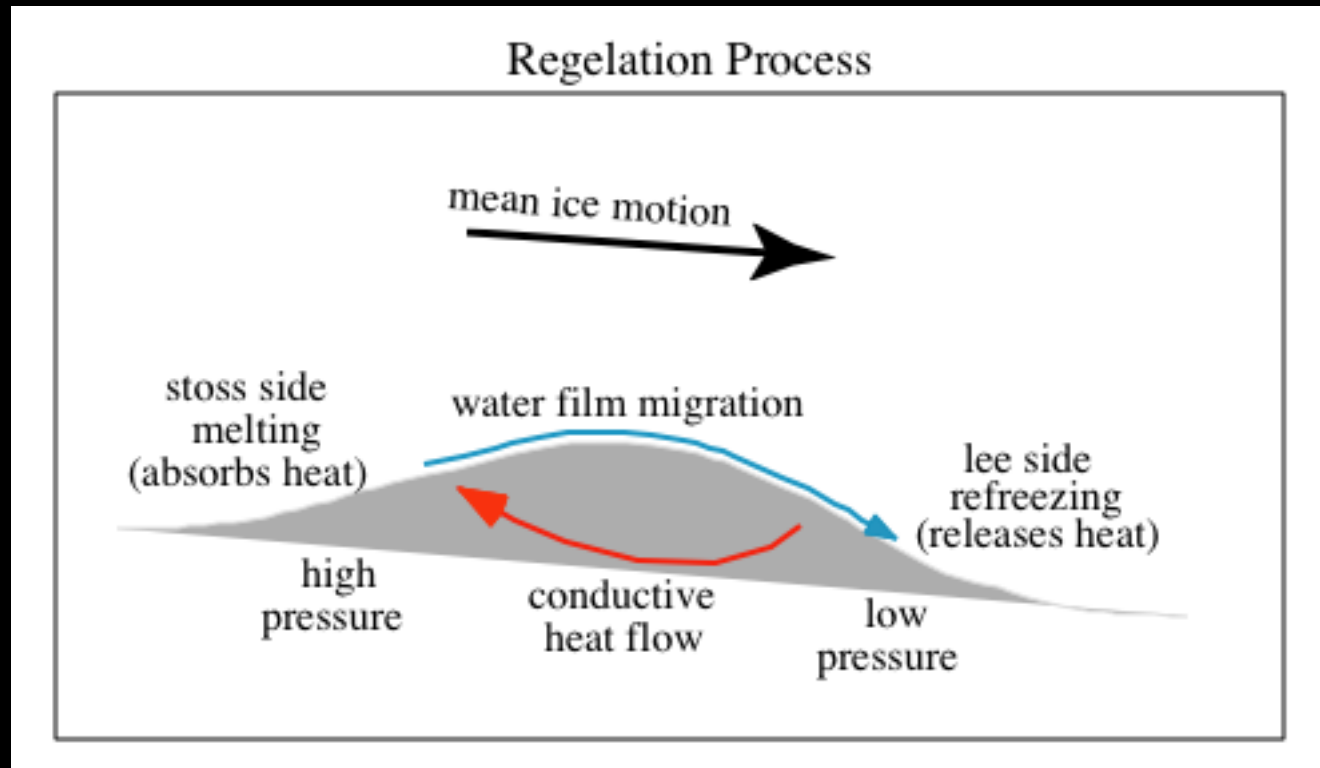 Regelation Process
mean ice motion
stoss side
melting
(absorbs heat)
water film migration
lee side
refreezing
(releases heat)
high
pressure
conductive
heat flow
low
pressure